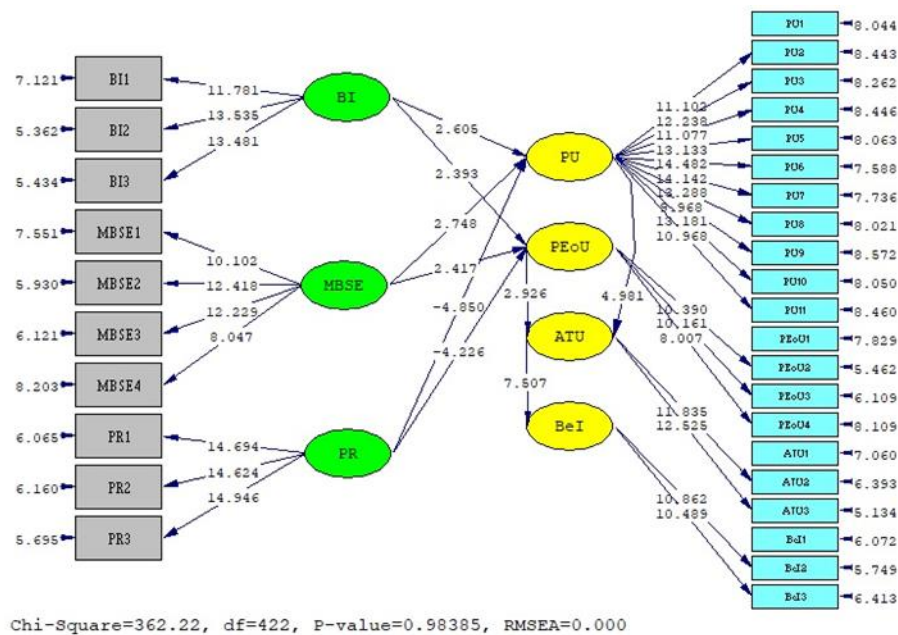 7.121 BI1
5.362 BI2
5.434 BI3
7.551 MBSE1
5.930 MBSE2
6.121 MBSE3
8.203 MBSE4
6.065 PR1
6.160 PR2
5.695 PR3
11.781
13.535
13.481
10.102
12.418
12.229
8.047
14.694
14.624
14.946
BI
MBSE
PR
2.605
2.393
2.748
2.417
-4.850
-4.226
PU
PEoU
2.926
ATU
7.507
BeI
4.981
11.102
12.238
11.077
13.133
14.482
14.142
13.288
9.968
13.181
10.968
10.390
10.161
8.007
11.835
12.525
10.862
10.489
PU1 8.044
PU2 8.443
PU3 8.262
PU4 8.446
PU5 8.063
PU6 7.588
PU7 7.736
PU8 8.021
PU9 8.572
PU10 8.050
PU11 8.460
PEoU1 7.829
PEoU2 5.462
PEoU3 6.109
PEoU4 8.109
ATU1 7.060
ATU2 6.393
ATU3 5.134
BeI1 6.072
BeI2 5.749
BeI3 6.413
Chi-Square=362.22, df=422, P-value=0.98385, RMSEA=0.000